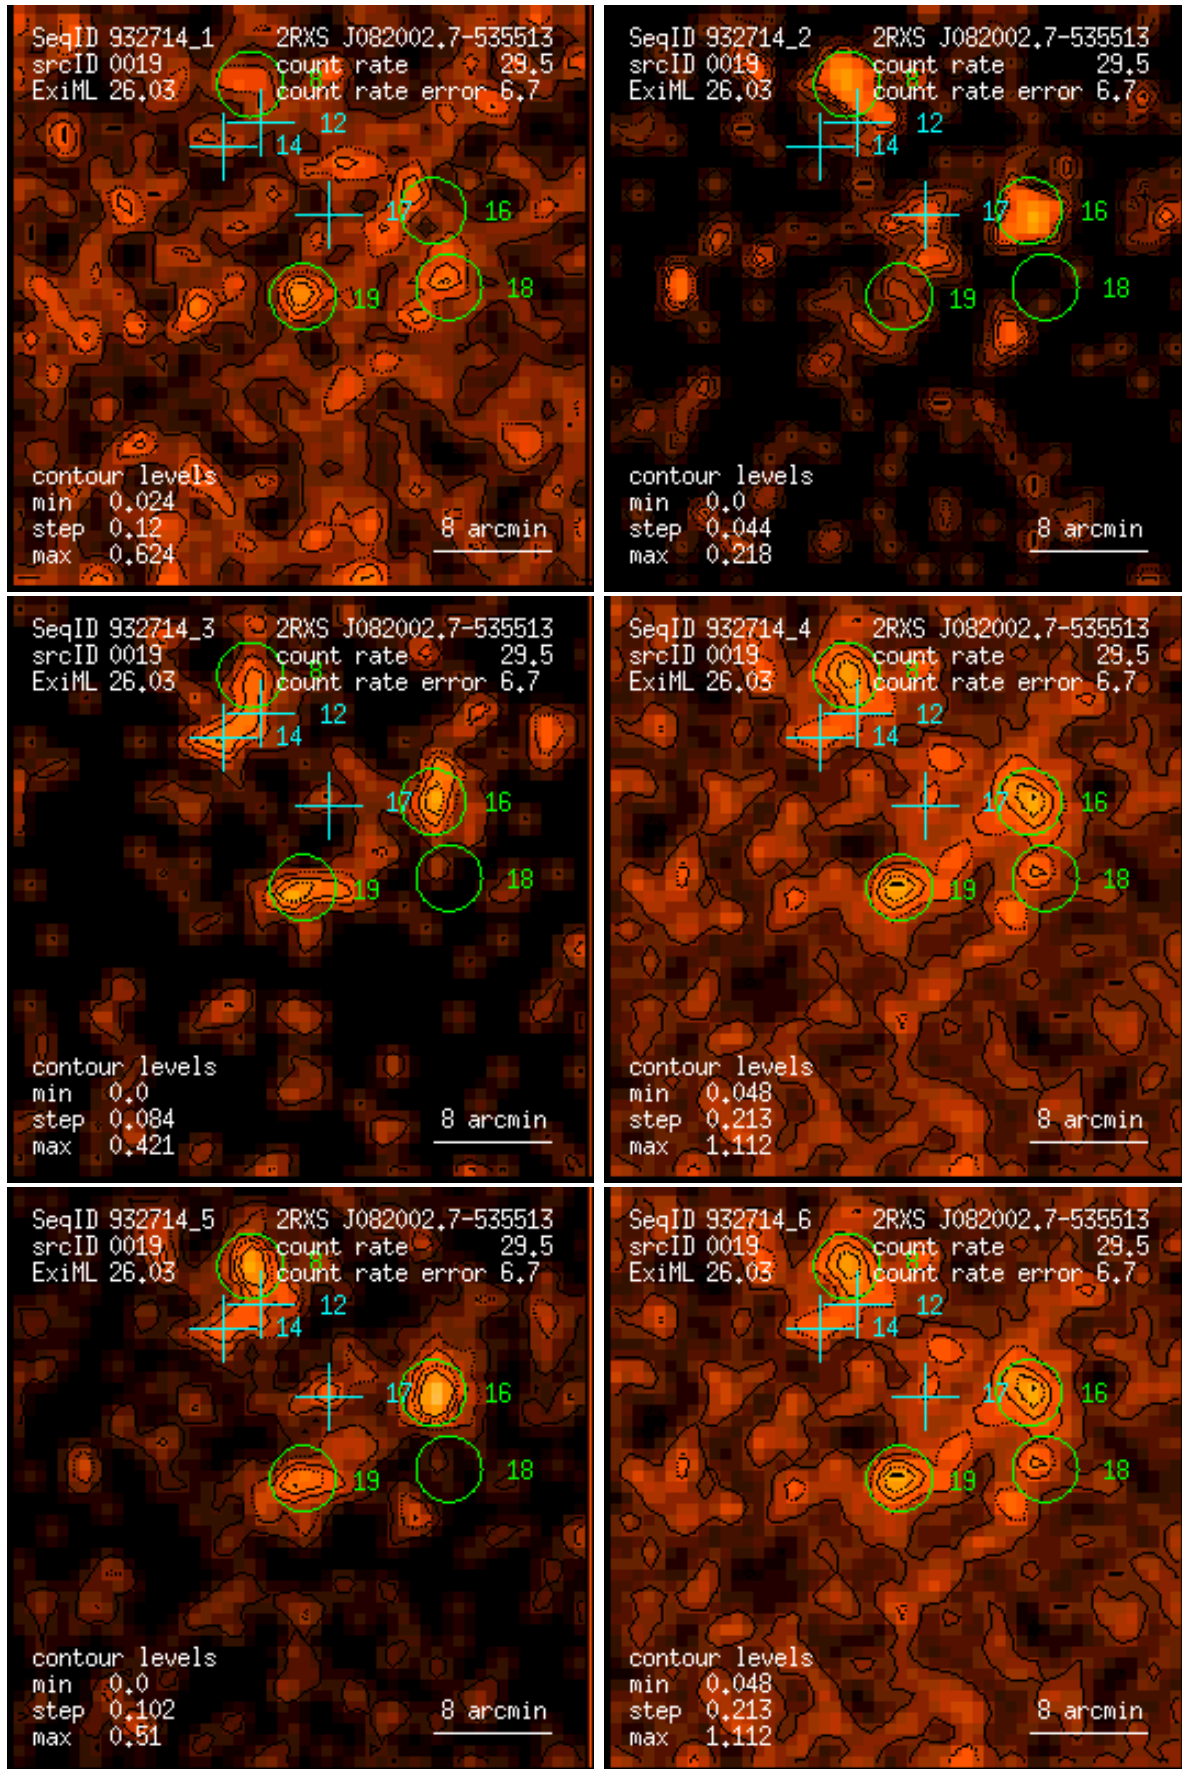 SeqID 932714_1 2RXS J082002.7-535513
srcID 0019 count rate 29.5
ExiML 26.03 8 count rate error 6.7
12
14
17 16
19 18
contour levels
min 0.024
step 0.12 8 arcmin
max 0.624
SeqID 932714_2 2RXS J082002.7-535513
srcID 0019 count rate 29.5
ExiML 26.03 8 count rate error 6.7
12
14
17 16
19 18
contour levels
min 0.0
step 0.044 8 arcmin
max 0.218
SeqID 932714_3 2RXS J082002.7-535513
srcID 0019 count rate 29.5
ExiML 26.03 8 count rate error 6.7
12
14
17 16
19 18
contour levels
min 0.0
step 0.084 8 arcmin
max 0.421
SeqID 932714_4 2RXS J082002.7-535513
srcID 0019 count rate 29.5
ExiML 26.03 8 count rate error 6.7
12
14
17 16
19 18
contour levels
min 0.048
step 0.213 8 arcmin
max 1.112
SeqID 932714_5 2RXS J082002.7-535513
srcID 0019 count rate 29.5
ExiML 26.03 8 count rate error 6.7
12
14
17 16
19 18
contour levels
min 0.0
step 0.102 8 arcmin
max 0.51
SeqID 932714_6 2RXS J082002.7-535513
srcID 0019 count rate 29.5
ExiML 26.03 8 count rate error 6.7
12
14
17 16
19 18
contour levels
min 0.048
step 0.213 8 arcmin
max 1.112